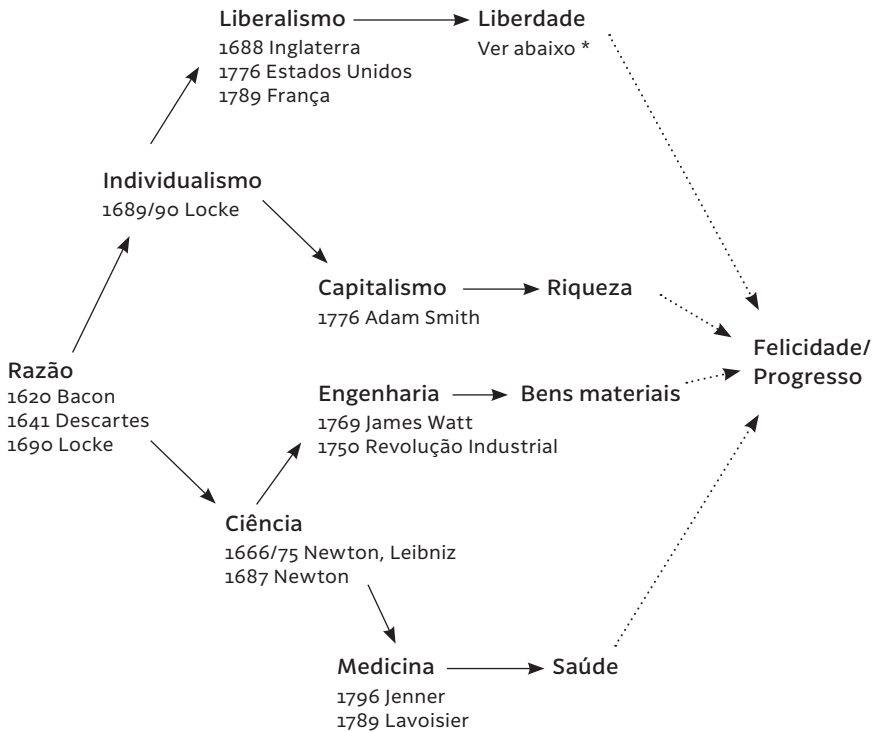 Liberalismo
1688 Inglaterra
1776 Estados Unidos
1789 França
Liberdade
Ver abaixo *
Individualismo
1689/90 Locke
Capitalismo
1776 Adam Smith
Riqueza
Felicidade/
Progresso
Razão
1620 Bacon
1641 Descartes
1690 Locke
Engenharia
1769 James Watt
1750 Revolução Industrial
Bens materiais
Ciência
1666/75 Newton, Leibniz
1687 Newton
Medicina
1796 Jenner
1789 Lavoisier
Saúde